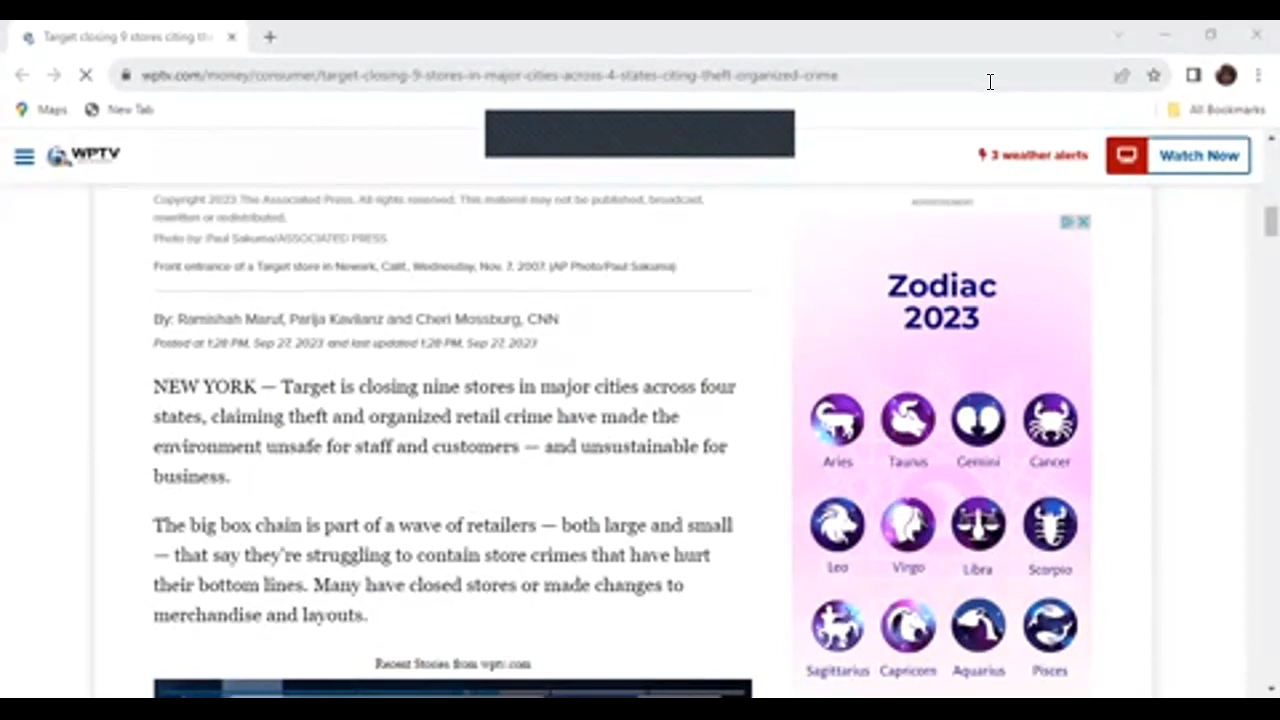 Target closing 9 stores citing th
wptv.com/money/consumer/target-closing-9-stores-in-major-cities-across-4-states-citing-theft-organized-crime
Maps
New Tab
All Bookmarks
WPTV
3 weather alerts
Watch Now
Copyright 2023 The Associated Press. All rights reserved. This material may not be published, broadcast,
rewritten or redistributed.
Photo by: Paul Sakuma/ASSOCIATED PRESS
Front entrance of a Target store in Newark, Calif., Wednesday, Nov. 7, 2007. (AP Photo/Paul Sakuma)
By: Ramishah Maruf, Parija Kavilanz and Cheri Mossburg, CNN
Posted at 1:28 PM, Sep 27, 2023 and last updated 1:28 PM, Sep 27, 2023
NEW YORK — Target is closing nine stores in major cities across four
states, claiming theft and organized retail crime have made the
environment unsafe for staff and customers — and unsustainable for
business.
The big box chain is part of a wave of retailers — both large and small
— that say they're struggling to contain store crimes that have hurt
their bottom lines. Many have closed stores or made changes to
merchandise and layouts.
Recent Stories from wptv.com
ADVERTISEMENT
Zodiac
2023
Aries Taurus Gemini Cancer
Leo Virgo Libra Scorpio
Sagittarius Capricorn Aquarius Pisces